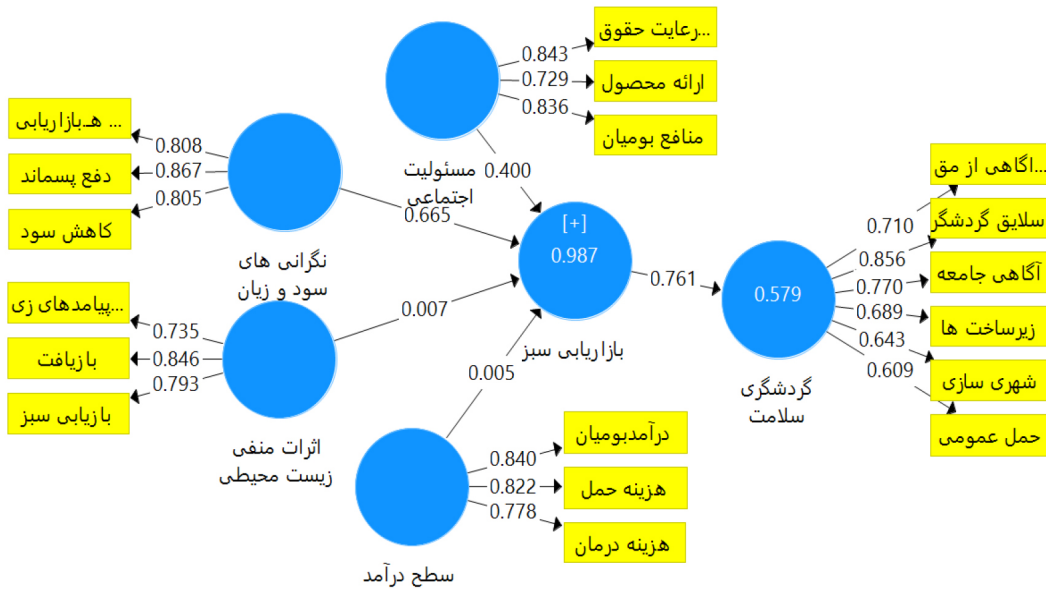 ...رعایت حقوق
ارائه محصول
منافع بومیان
0.843
0.729
0.836
مسئولیت
اجتماعی
0.400
... هـبازاریابی
دفع پسماند
کاهش سود
0.808
0.867
0.805
نگرانی های
سود و زیان
0.665
...پیامدهای زی
بازیافت
بازیابی سبز
0.735
0.846
0.793
اثرات منفی
زیست محیطی
0.007
[+]
0.987
بازاریابی سبز
0.761
0.579
گردشگری
سلامت
...اگاهی از مق
سلایق گردشگر
آگاهی جامعه
زیرساخت ها
شهری سازی
حمل عمومی
0.710
0.856
0.770
0.689
0.643
0.609
0.005
درآمدبومیان
هزینه حمل
هزینه درمان
0.840
0.822
0.778
سطح درآمد